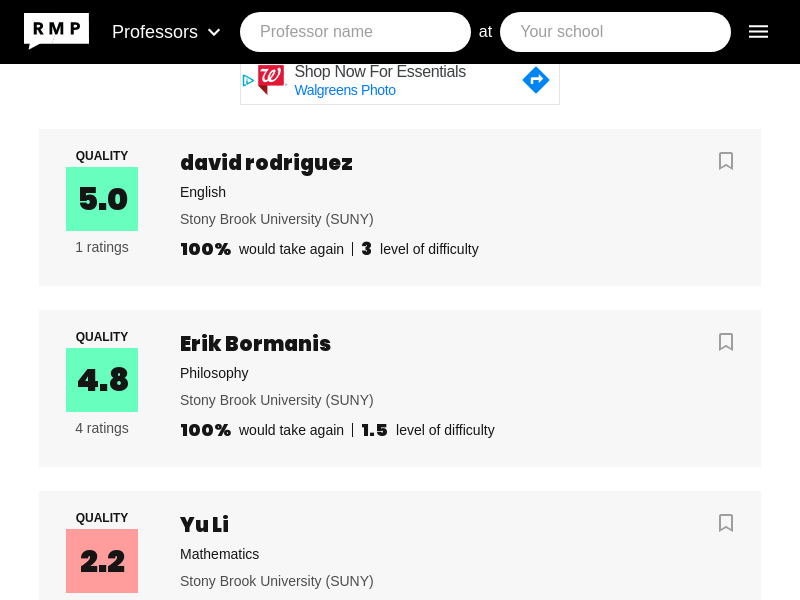 RMP
Professors
Professor name
at
Your school
Shop Now For Essentials
Walgreens Photo
QUALITY
5.0
1 ratings
david rodriguez
English
Stony Brook University (SUNY)
100% would take again | 3 level of difficulty
QUALITY
4.8
4 ratings
Erik Bormanis
Philosophy
Stony Brook University (SUNY)
100% would take again | 1.5 level of difficulty
QUALITY
2.2
Yu Li
Mathematics
Stony Brook University (SUNY)